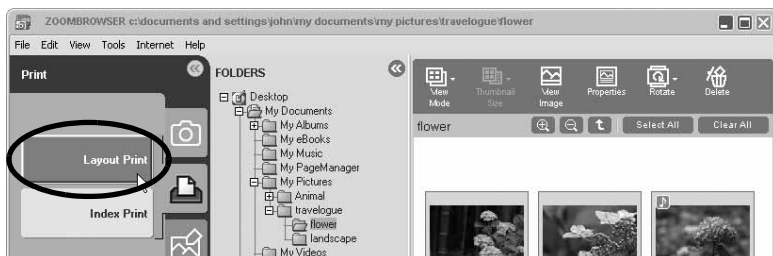 ZOOMBROWSER c:\documents and settings\john\my documents\my pictures\travelogue\flower
File Edit View Tools Internet Help
Print
Layout Print
Index Print
FOLDERS
Desktop
My Documents
My Albums
My eBooks
My Music
My PageManager
My Pictures
Animal
travelogue
flower
landscape
My Videos
View Mode
Thumbnail Size
View Image
Properties
Rotate
Delete
flower
Select All
Clear All